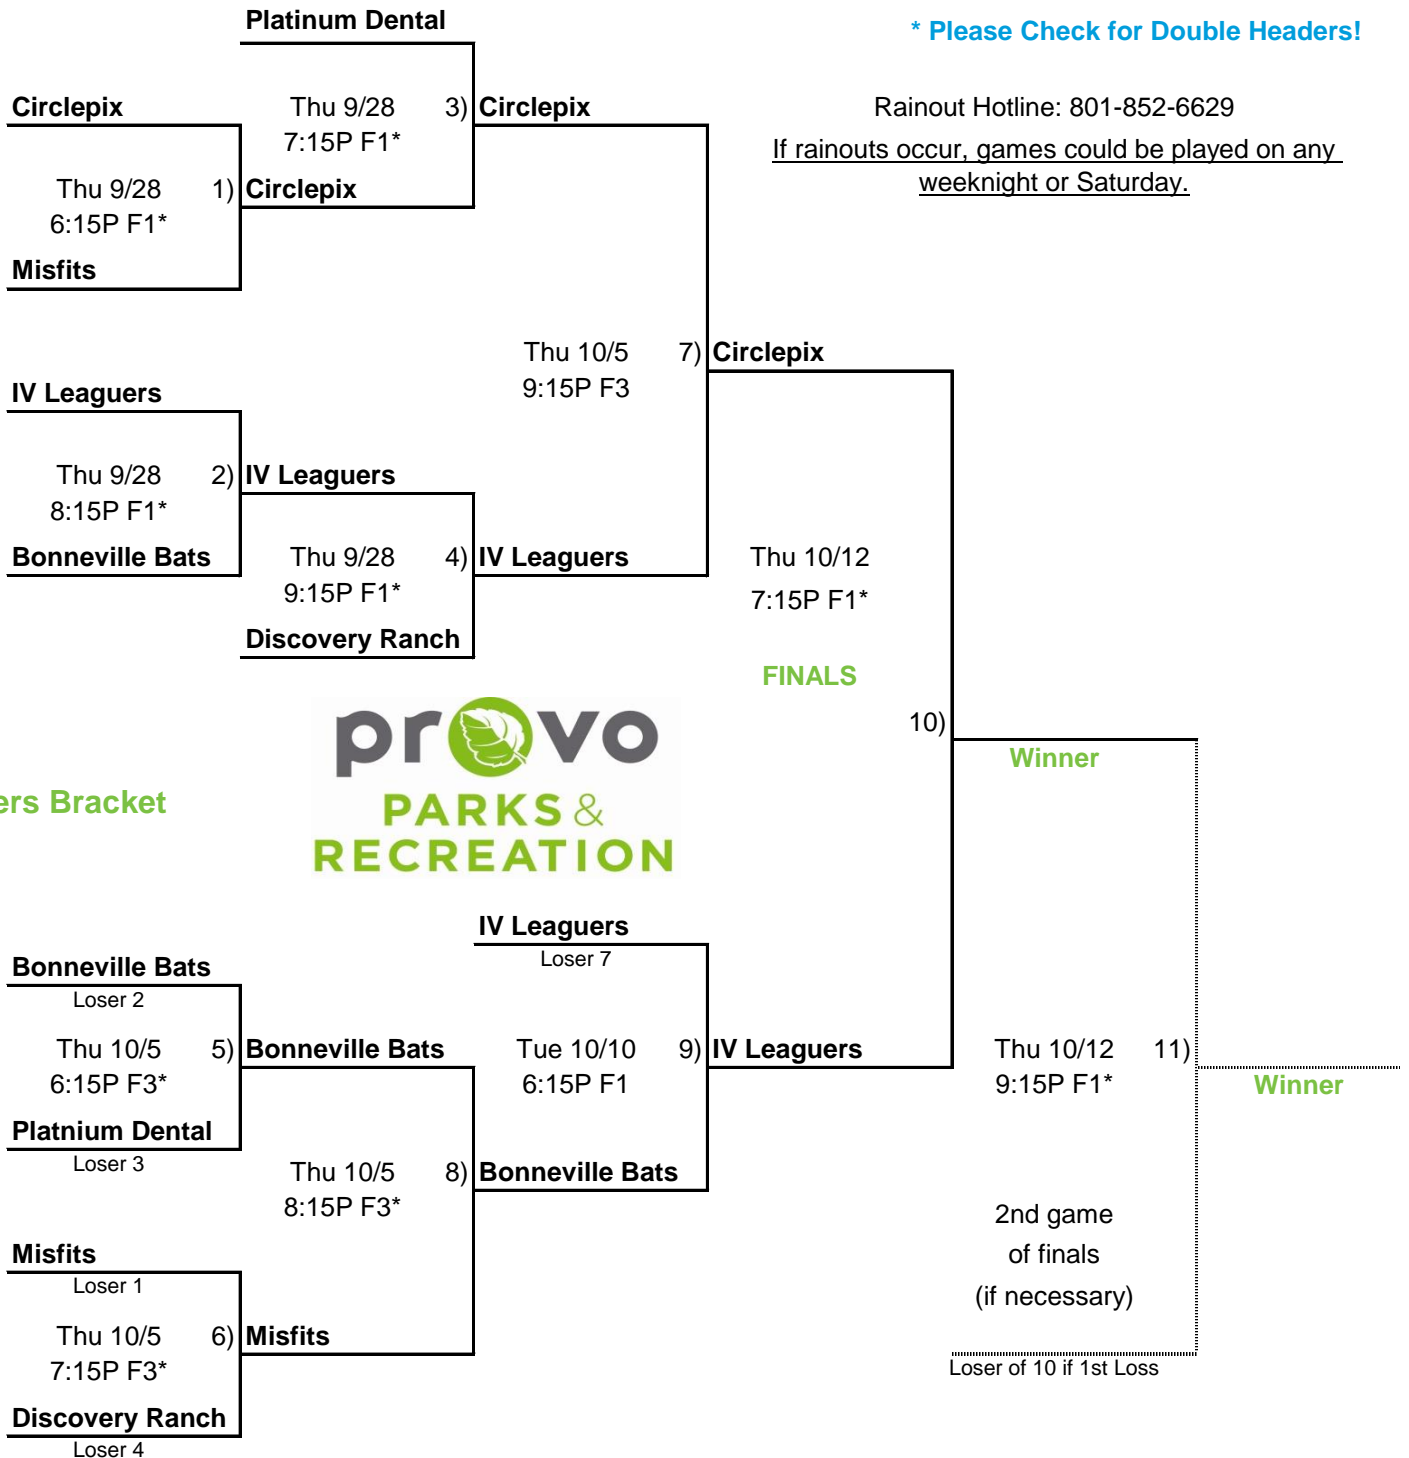 Platinum Dental
* Please Check for Double Headers!
Circlepix
Thu 9/28
3)
Circlepix
Rainout Hotline: 801-852-6629
7:15P F1*
If rainouts occur, games could be played on any
weeknight or Saturday.
Thu 9/28
1)
Circlepix
6:15P F1*
Misfits
Thu 10/5
7)
Circlepix
9:15P F3
IV Leaguers
Thu 9/28
2)
IV Leaguers
8:15P F1*
Bonneville Bats
Thu 9/28
4)
IV Leaguers
Thu 10/12
9:15P F1*
7:15P F1*
Discovery Ranch
FINALS
10)
Winner
provo
PARKS &
RECREATION
ers Bracket
IV Leaguers
Loser 7
Bonneville Bats
Loser 2
Thu 10/5
5)
Bonneville Bats
Tue 10/10
9)
IV Leaguers
Thu 10/12
11)
6:15P F3*
6:15P F1
9:15P F1*
Winner
Platnium Dental
Loser 3
Thu 10/5
8)
Bonneville Bats
8:15P F3*
2nd game
of finals
(if necessary)
Misfits
Loser 1
Thu 10/5
6)
Misfits
7:15P F3*
Loser of 10 if 1st Loss
Discovery Ranch
Loser 4